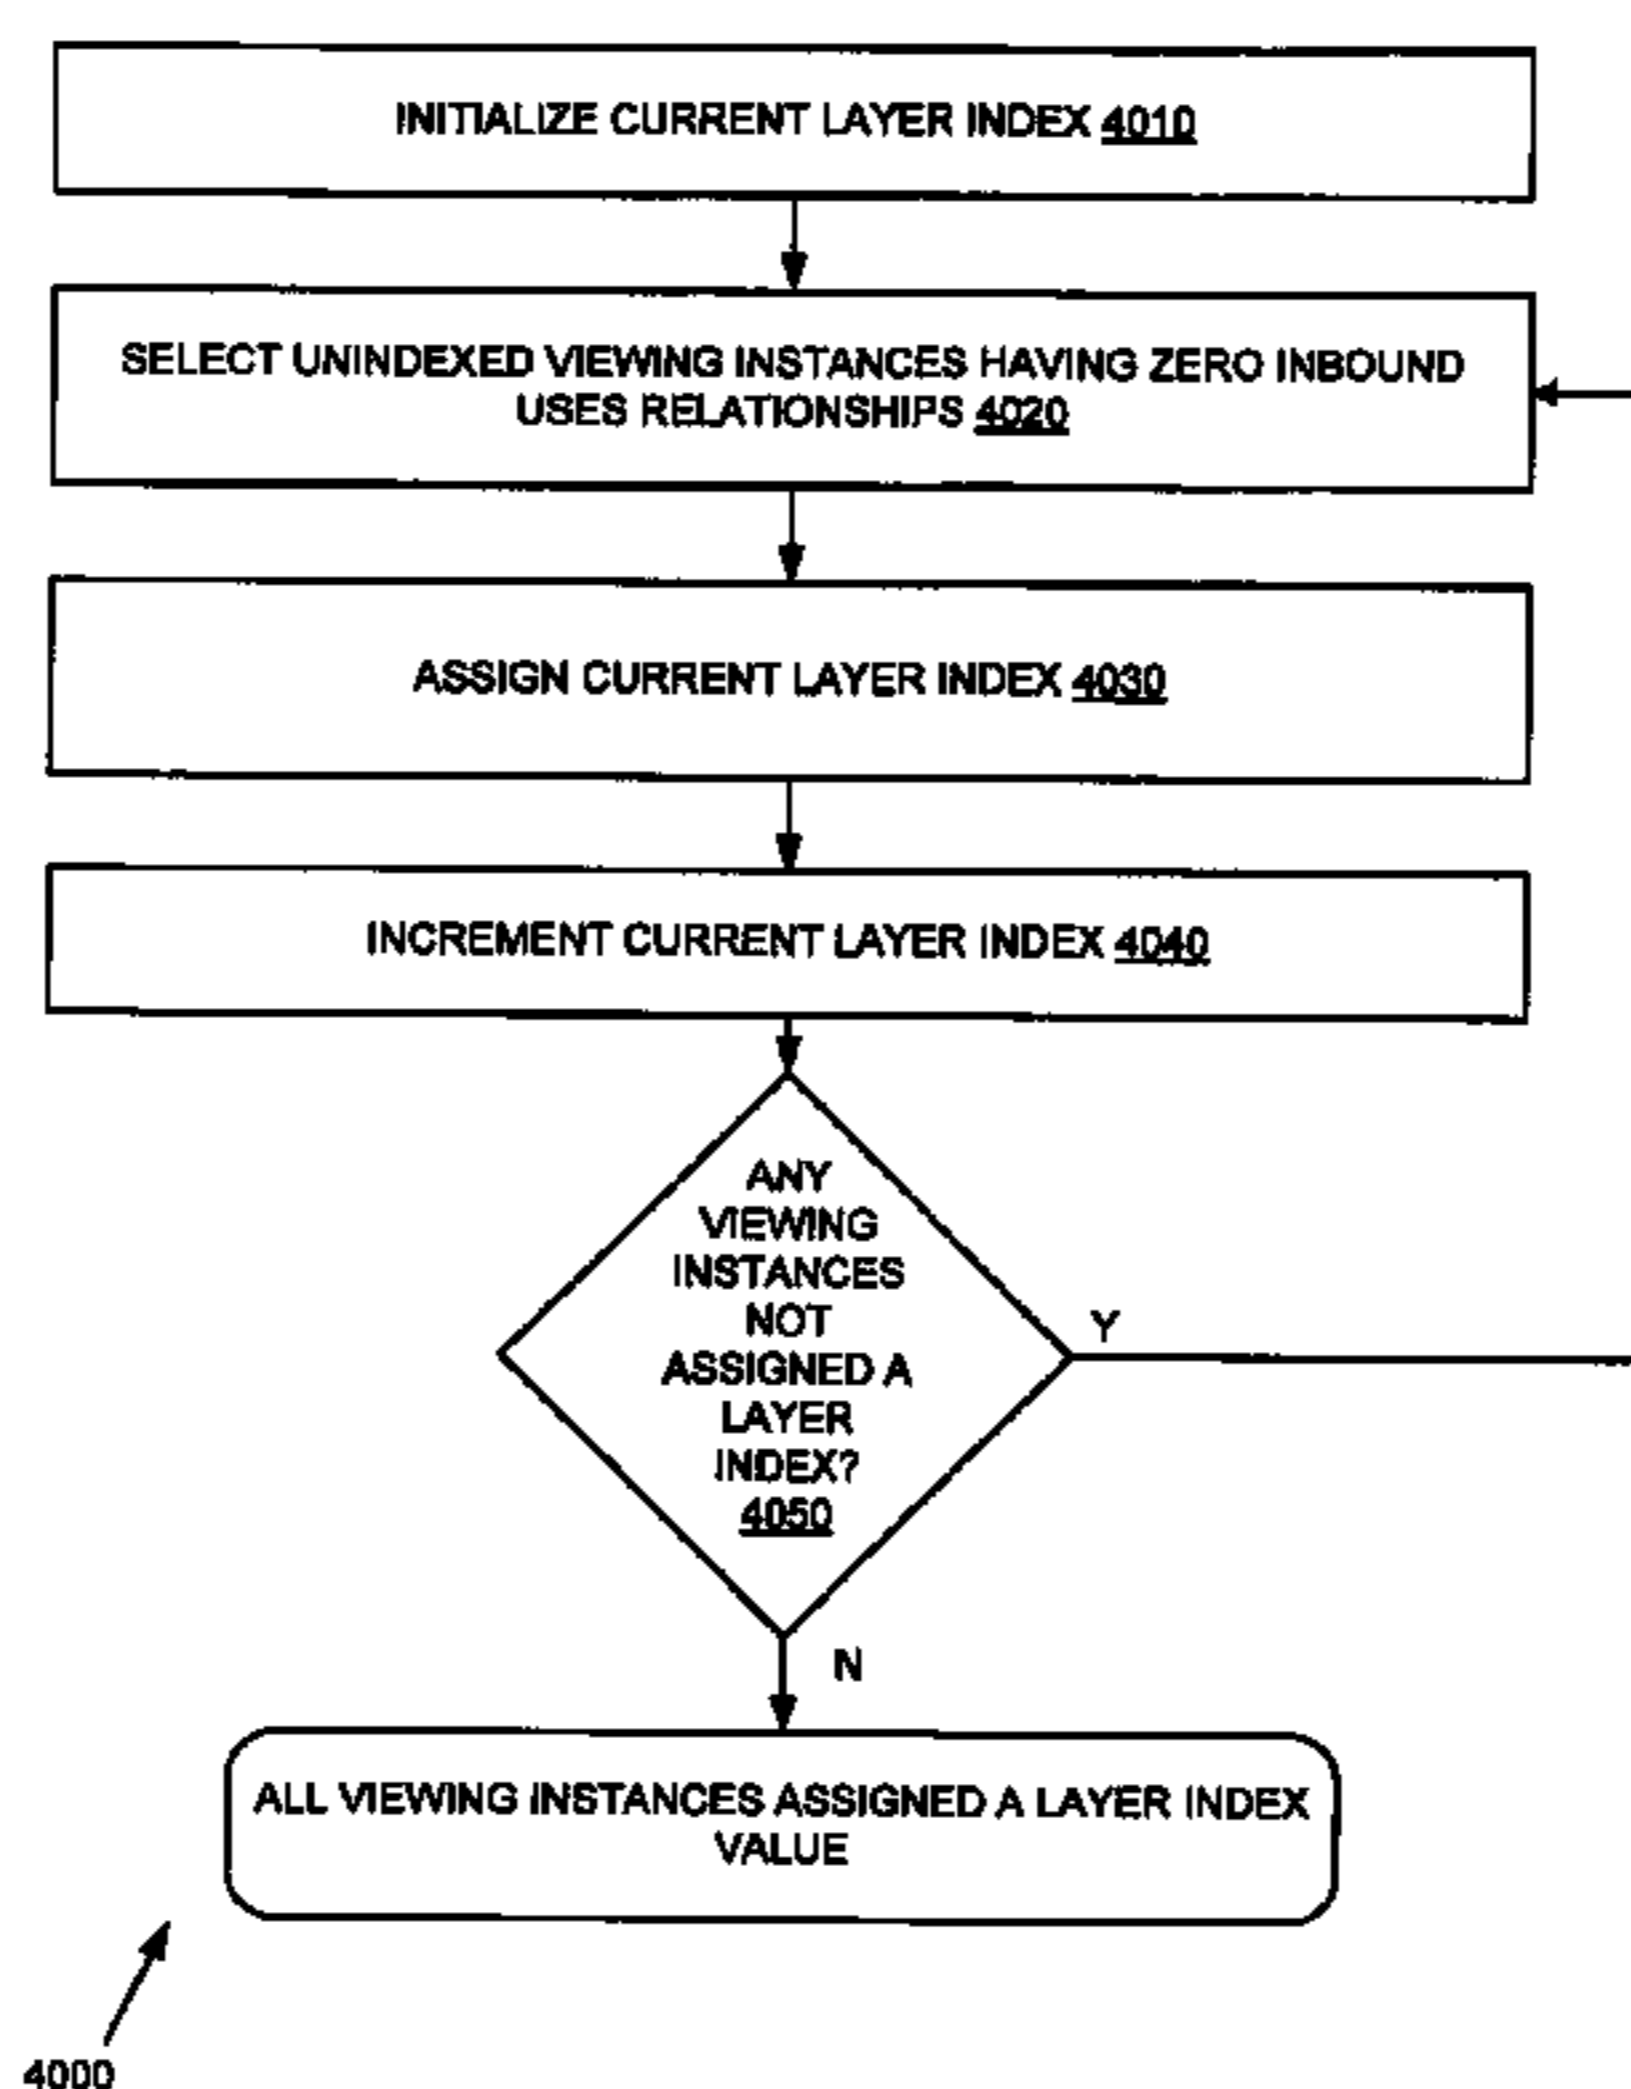 INITIALIZE CURRENT LAYER INDEX 4010
SELECT UNINDEXED VIEWING INSTANCES HAVING ZERO INBOUND
USES RELATIONSHIPS 4020
ASSIGN CURRENT LAYER INDEX 4030
INCREMENT CURRENT LAYER INDEX 4040
ANY
VIEWING
INSTANCES
NOT
ASSIGNED A
LAYER
INDEX?
4050
Y
N
ALL VIEWING INSTANCES ASSIGNED A LAYER INDEX
VALUE
4000